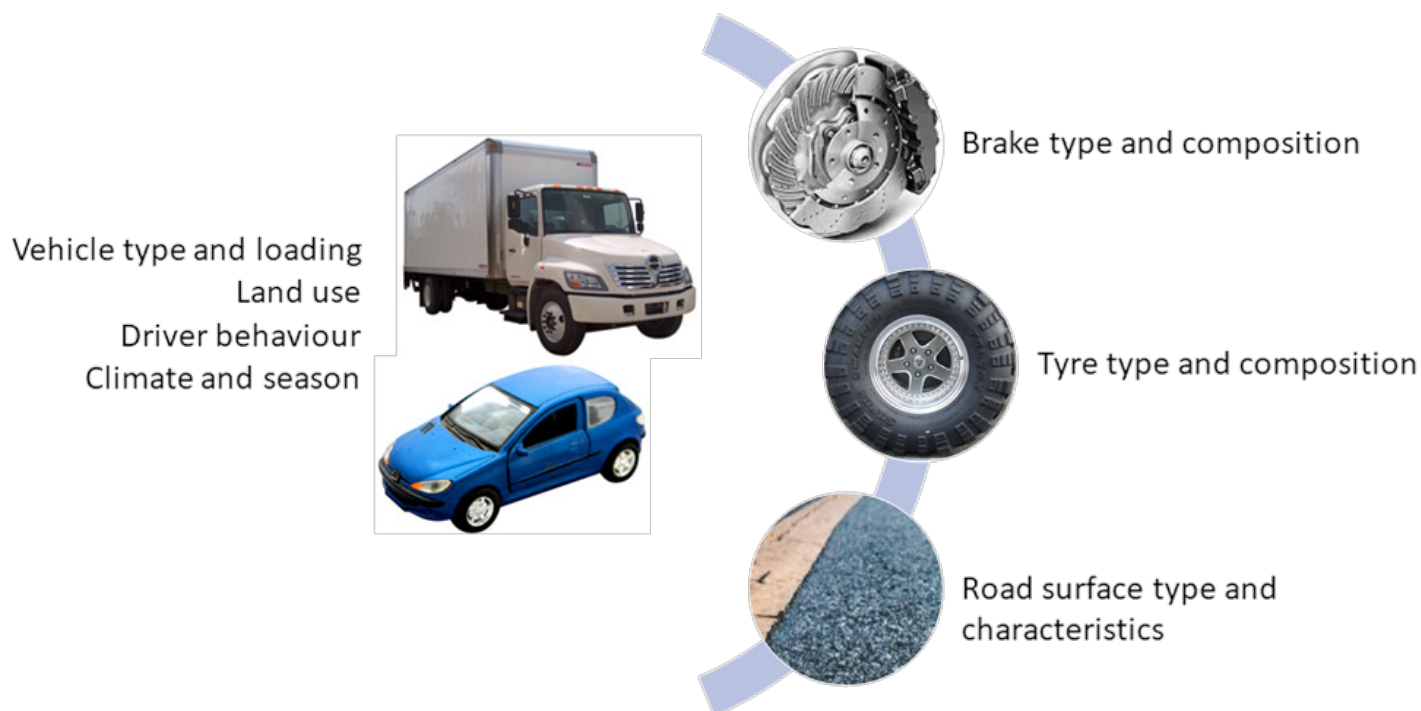 Vehicle type and loading
Land use
Driver behaviour
Climate and season
Brake type and composition
Tyre type and composition
Road surface type and
characteristics